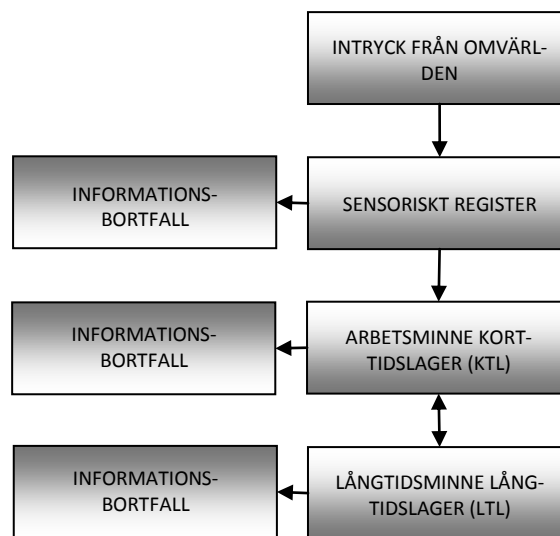 INTRYCK FRÅN OMVÄRL-
DEN
INFORMATIONS-
BORTFALL
SENSORISKT REGISTER
INFORMATIONS-
BORTFALL
ARBETSMINNE KORT-
TIDSLAGER (KTL)
INFORMATIONS-
BORTFALL
LÅNGTIDSMINNE LÅNG-
TIDSLAGER (LTL)